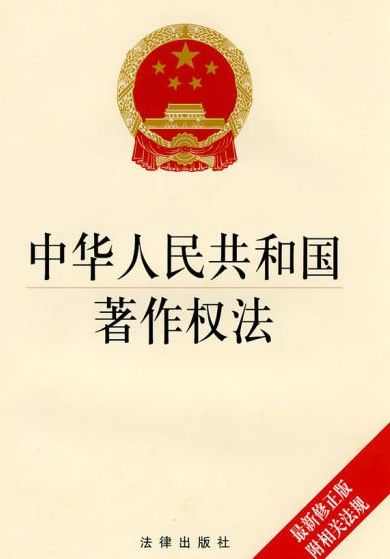 中华人民共和国
著作权法
最新修正版
附相关法规
法律出版社